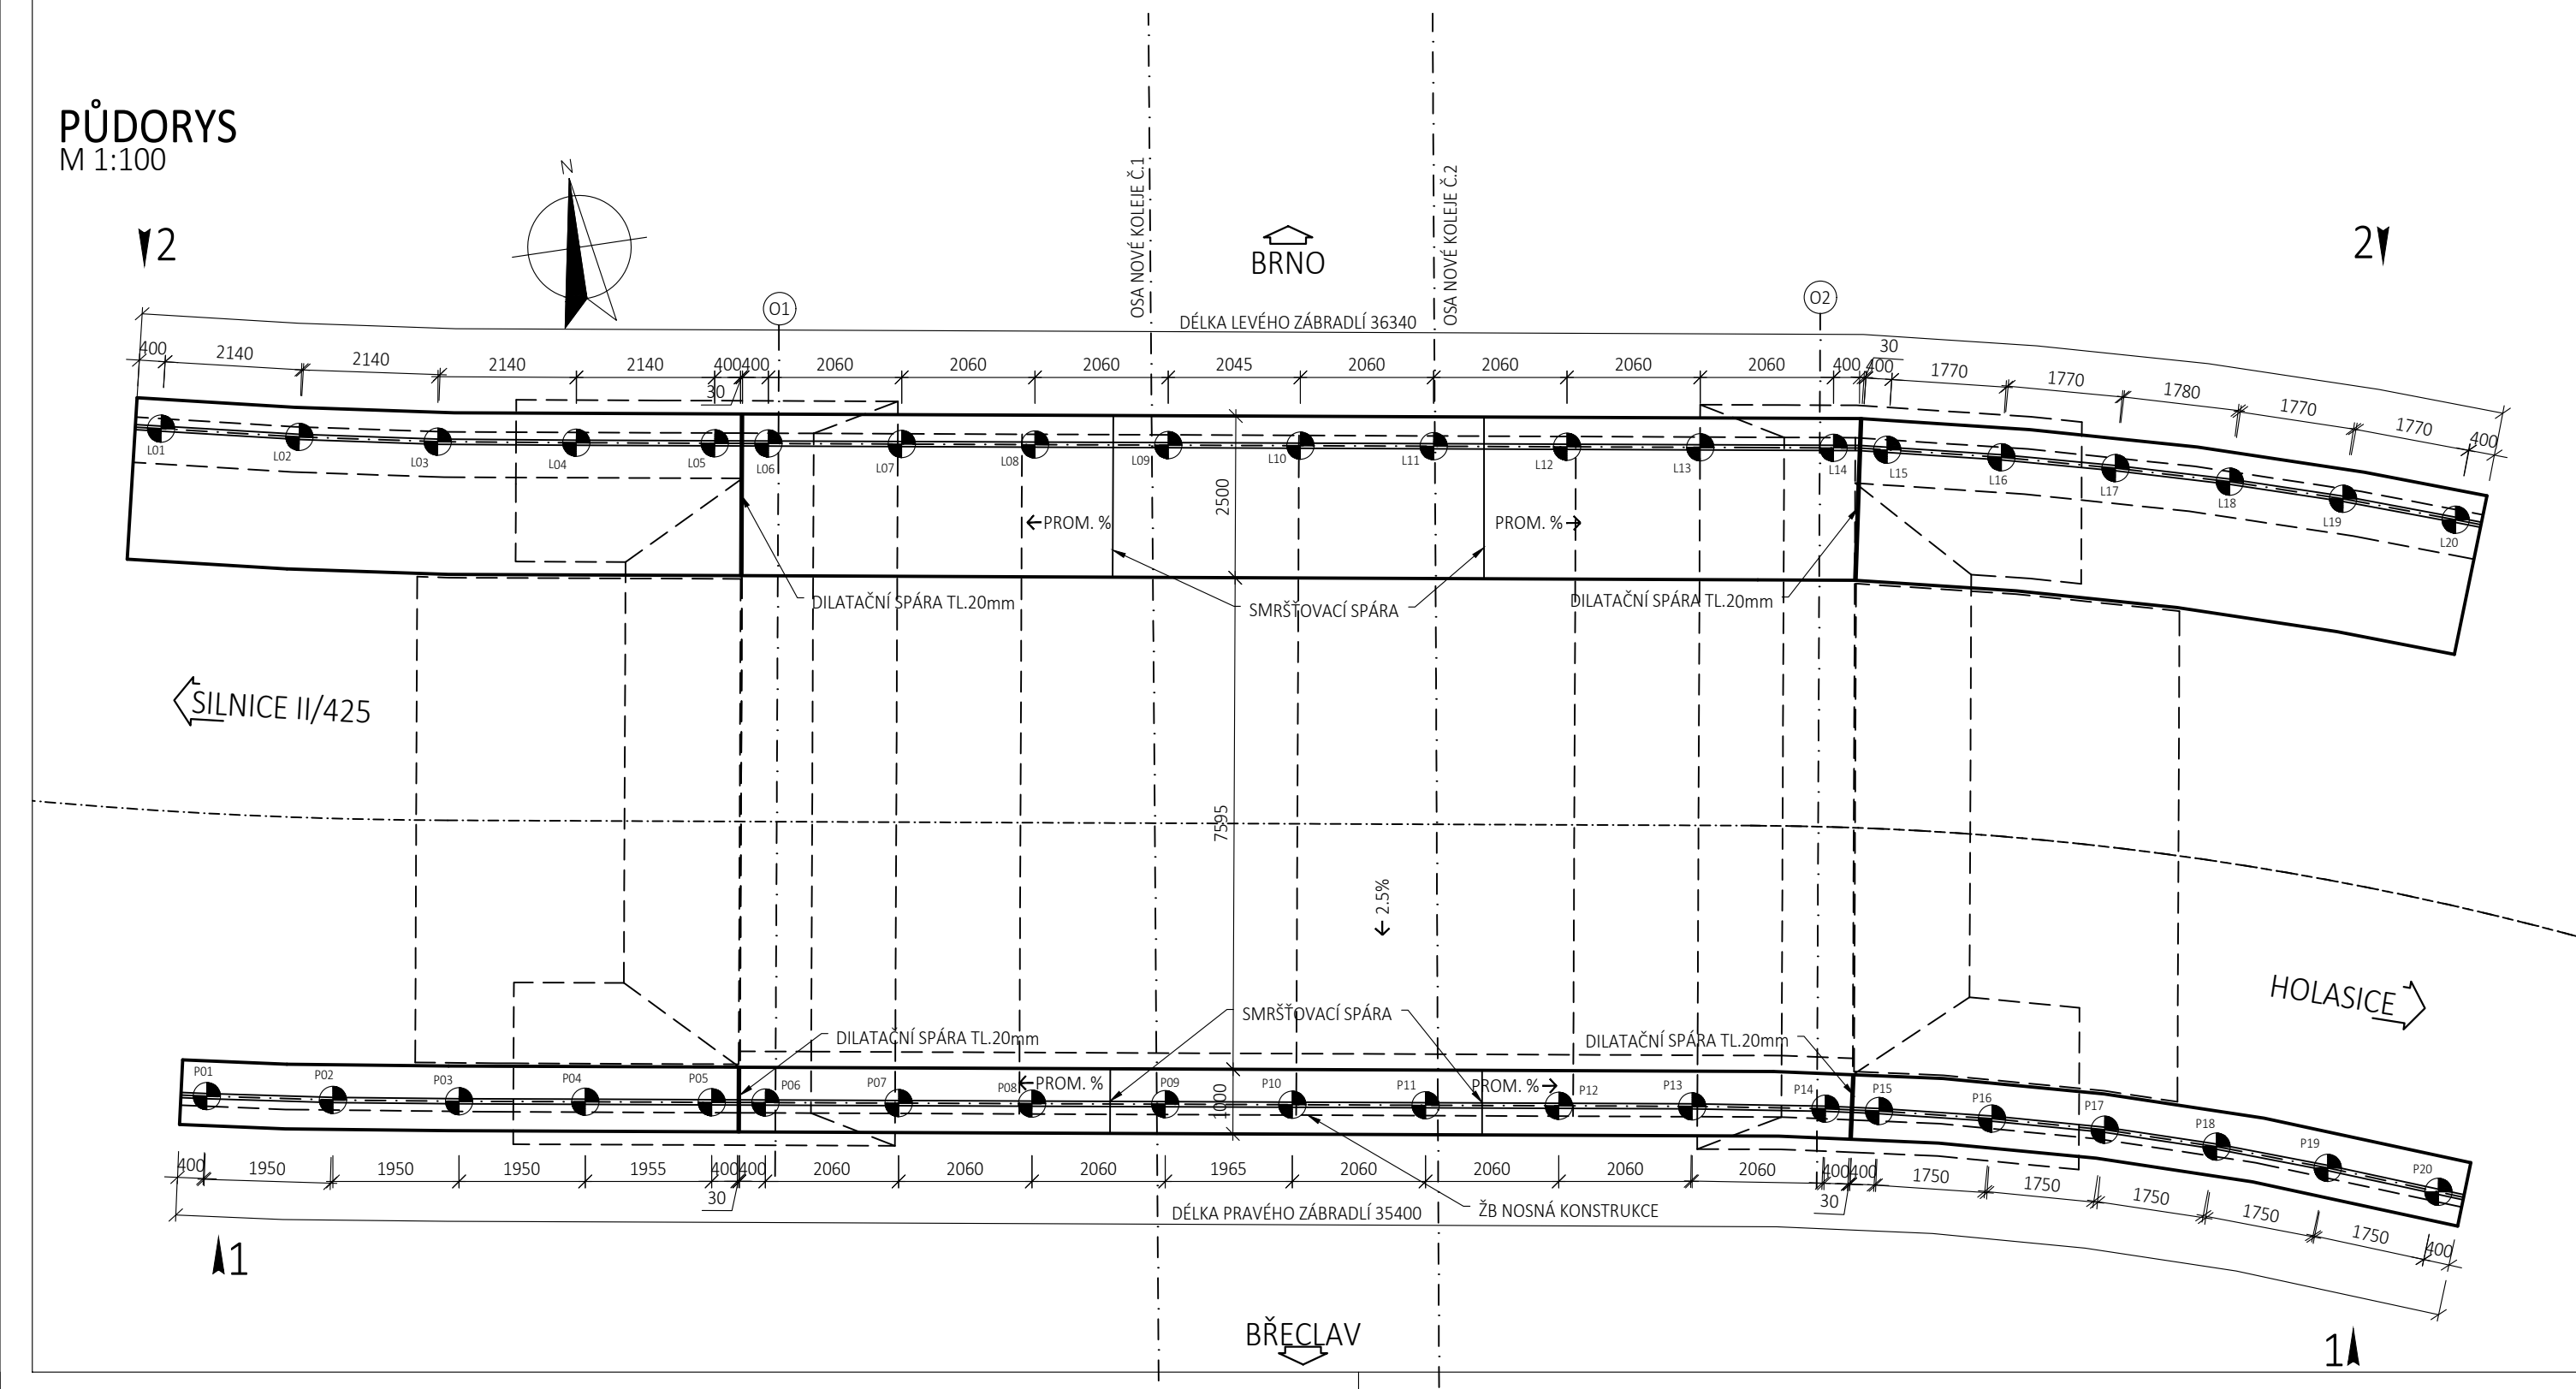 PŮDORYS
M 1:100
N
2
2
OSA NOVÉ KOLEJE Č.1
OSA NOVÉ KOLEJE Č.2
BRNO
O1
O2
DÉLKA LEVÉHO ZÁBRADLÍ 36340
400 2140 2140 2140 2140 400 400 2060 2060 2060 2045 2060 2060 2060 2060 400 400 1770 1770 1780 1770 1770 400
30
30
L01 L02 L03 L04 L05 L06 L07 L08 L09 L10 L11 L12 L13 L14 L15 L16 L17 L18 L19 L20
2500
PROM. %
PROM. %
DILATAČNÍ SPÁRA TL.20mm
SMRŠŤOVACÍ SPÁRA
DILATAČNÍ SPÁRA TL.20mm
SILNICE II/425
7595
2.5%
HOLASICE
SMRŠŤOVACÍ SPÁRA
DILATAČNÍ SPÁRA TL.20mm
DILATAČNÍ SPÁRA TL.20mm
P01 P02 P03 P04 P05 P06 P07 P08 P09 P10 P11 P12 P13 P14 P15 P16 P17 P18 P19 P20
PROM. %
PROM. %
1000
400 1950 1950 1950 1955 400 400 2060 2060 2060 1965 2060 2060 2060 2060 400 400 1750 1750 1750 1750 1750 400
30
30
DÉLKA PRAVÉHO ZÁBRADLÍ 35400
ŽB NOSNÁ KONSTRUKCE
1
BŘECLAV
1